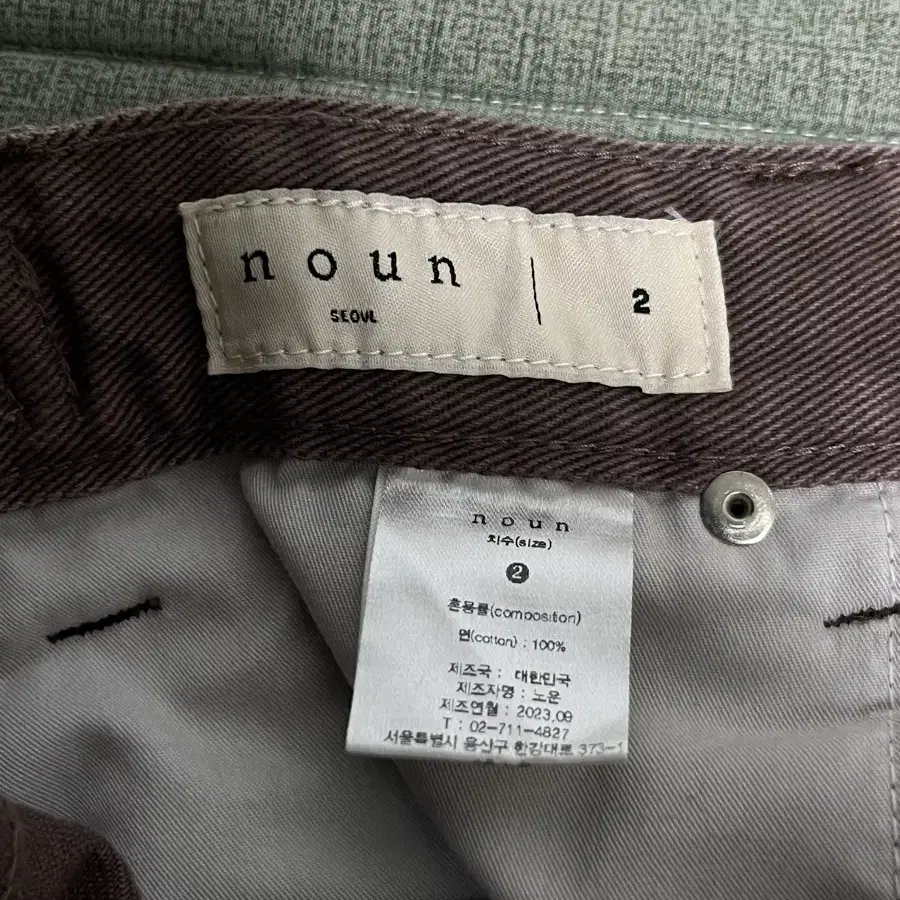 noun
SEOUL
2
noun
치수(size)
2
혼용률(composition)
면(cotton) : 100%
제조국 : 대한민국
제조자명 : 노운
제조연월 : 2023.09
T : 02-711-4827
서울특별시 용산구 한강대로 373-1